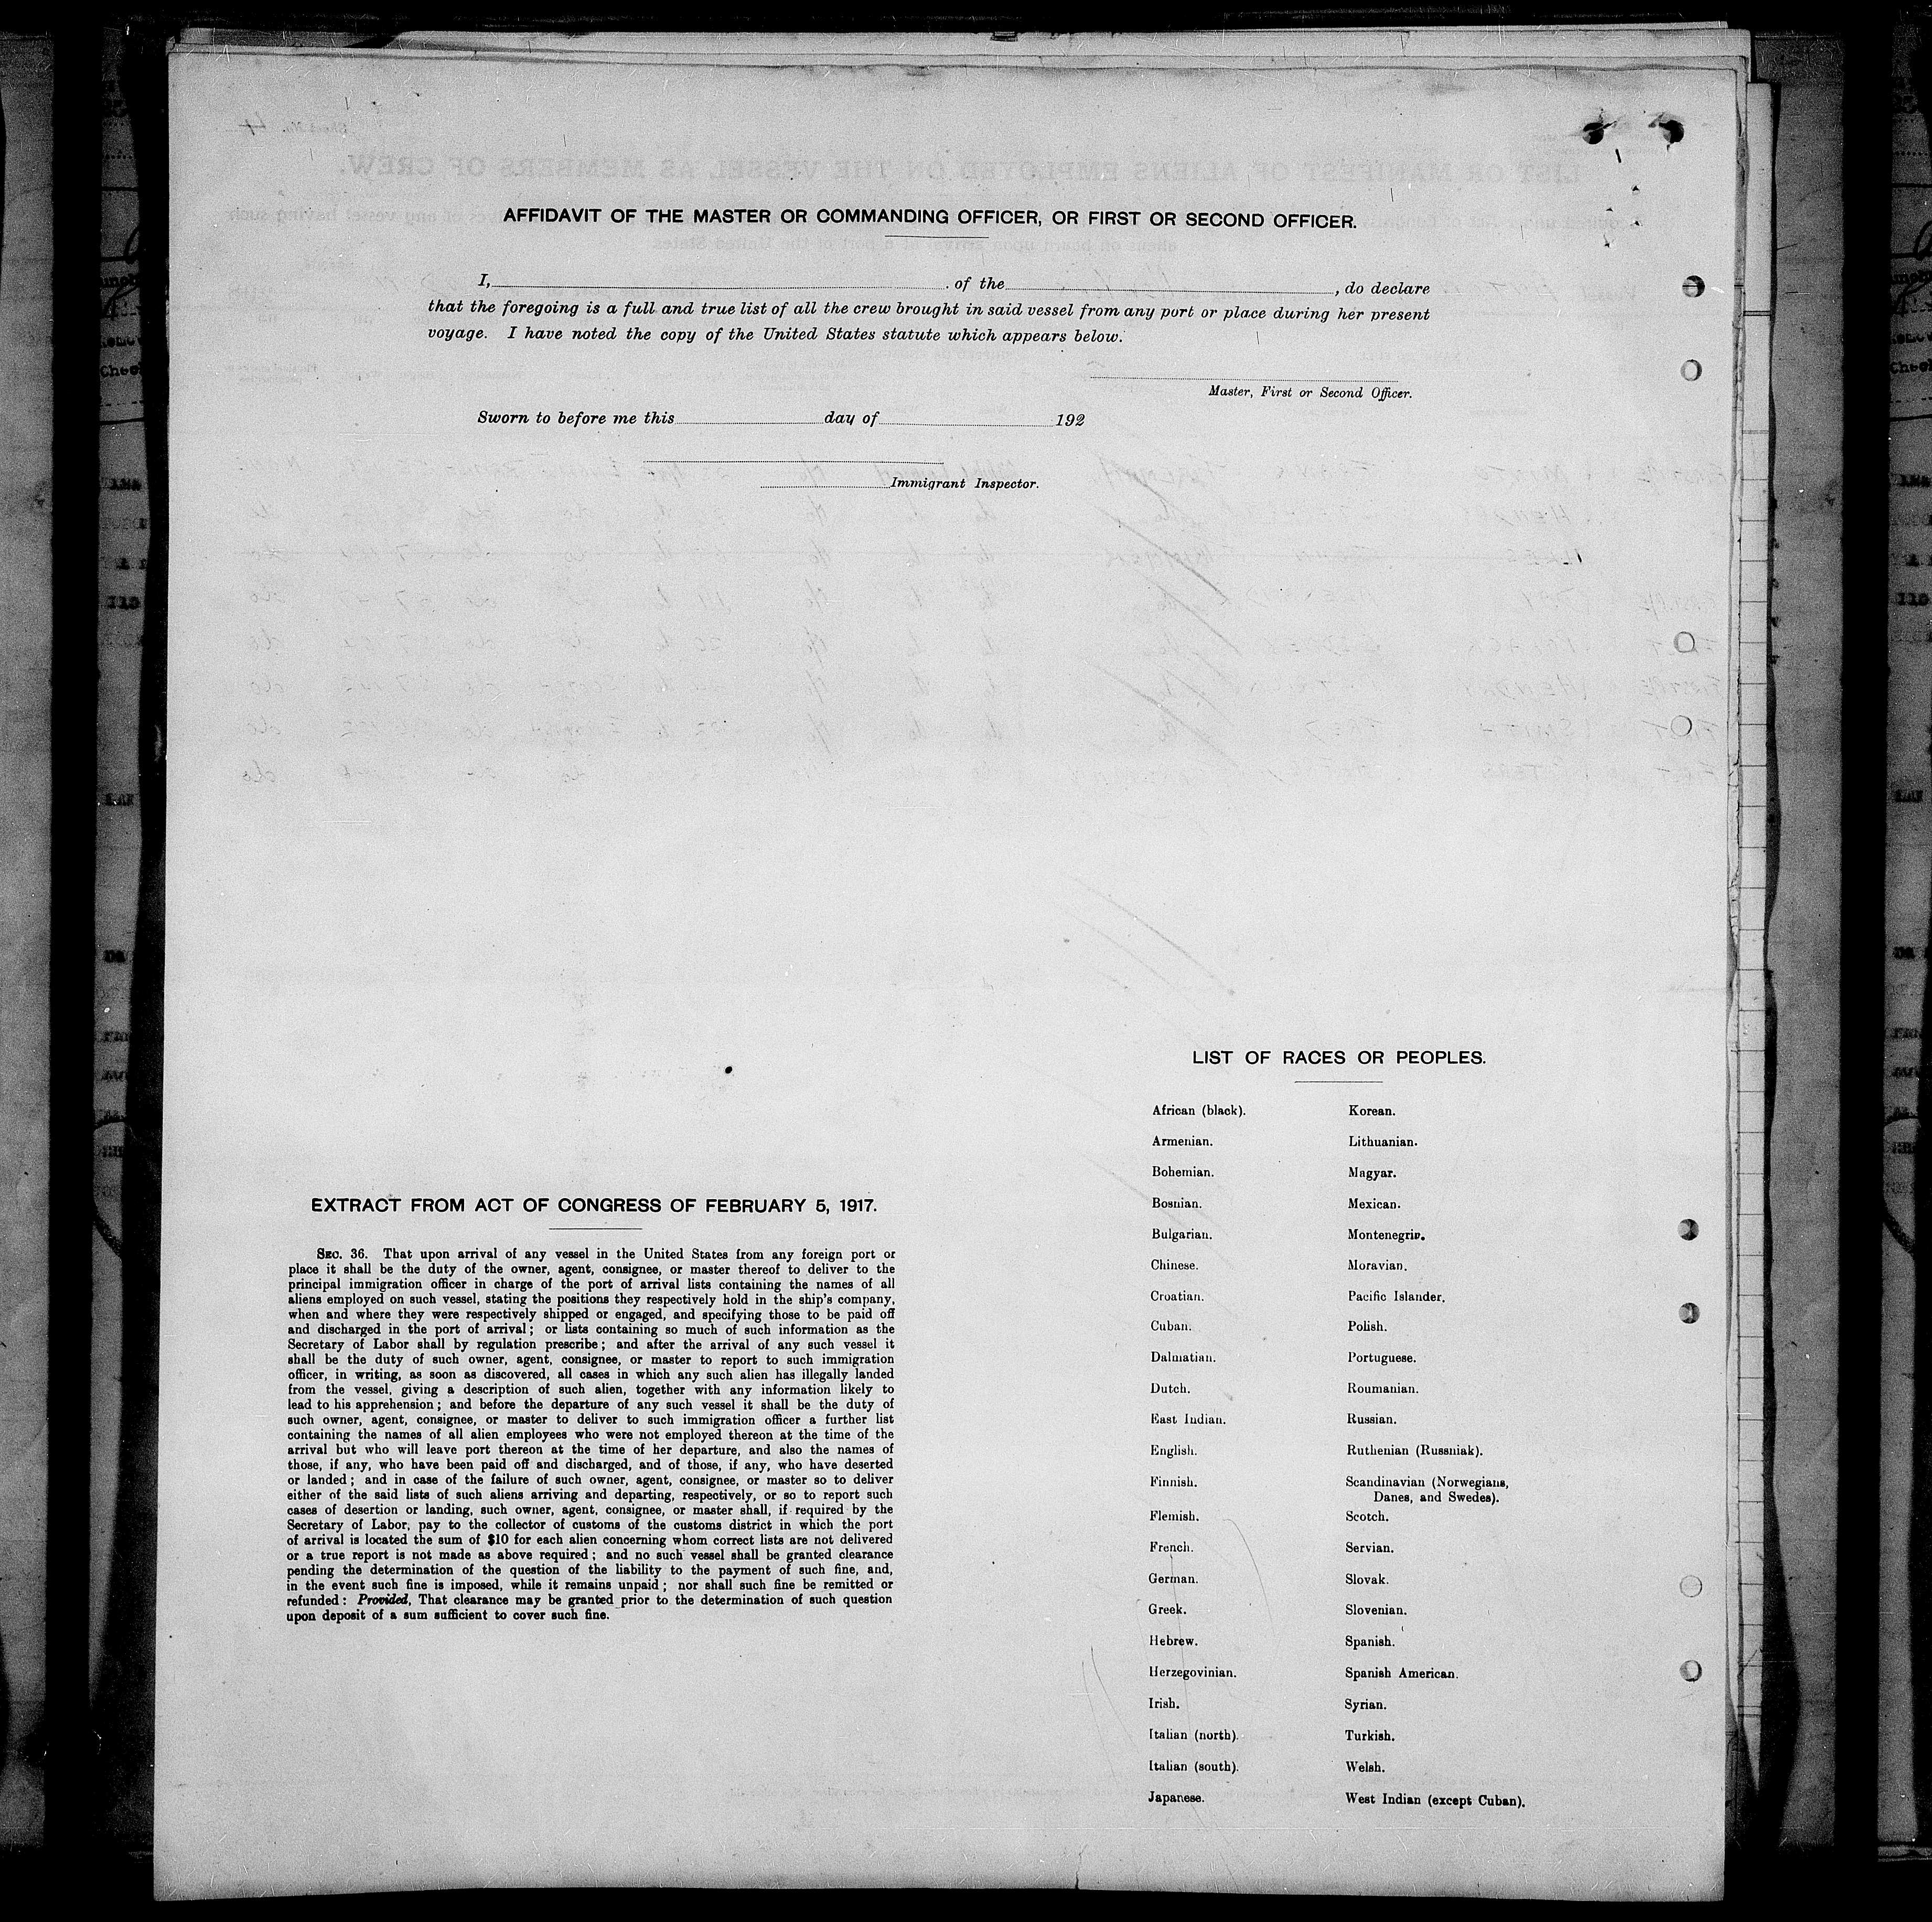 LIST OR MANIFEST OF ALIENS EMPLOYED ON THE VESSEL AS MEMBERS OF CREW.
AFFIDAVIT OF THE MASTER OR COMMANDING OFFICER, OR FIRST OR SECOND OFFICER.
I, of the , do declare
that the foregoing is a full and true list of all the crew brought in said vessel from any port or place during her present
voyage. I have noted the copy of the United States statute which appears below.
Master, First or Second Officer.
Sworn to before me this day of 192
Immigrant Inspector.
LIST OF RACES OR PEOPLES.
African (black).
Armenian.
Bohemian.
Bosnian.
Bulgarian.
Chinese.
Croatian.
Cuban.
Dalmatian.
Dutch.
East Indian.
English.
Finnish.
Flemish.
French.
German.
Greek.
Hebrew.
Herzegovinian.
Irish.
Italian (north).
Italian (south).
Japanese.
Korean.
Lithuanian.
Magyar.
Mexican.
Montenegrin.
Moravian.
Pacific Islander.
Polish.
Portuguese.
Roumanian.
Russian.
Ruthenian (Russniak).
Scandinavian (Norwegians,
Danes, and Swedes).
Scotch.
Servian.
Slovak.
Slovenian.
Spanish.
Spanish American.
Syrian.
Turkish.
Welsh.
West Indian (except Cuban).
EXTRACT FROM ACT OF CONGRESS OF FEBRUARY 5, 1917.
SEC. 36. That upon arrival of any vessel in the United States from any foreign port or
place it shall be the duty of the owner, agent, consignee, or master thereof to deliver to the
principal immigration officer in charge of the port of arrival lists containing the names of all
aliens employed on such vessel, stating the positions they respectively hold in the ship's company,
when and where they were respectively shipped or engaged, and specifying those to be paid off
and discharged in the port of arrival; or lists containing so much of such information as the
Secretary of Labor shall by regulation prescribe; and after the arrival of any such vessel it
shall be the duty of such owner, agent, consignee, or master to report to such immigration
officer, in writing, as soon as discovered, all cases in which any such alien has illegally landed
from the vessel, giving a description of such alien, together with any information likely to
lead to his apprehension; and before the departure of any such vessel it shall be the duty of
such owner, agent, consignee, or master to deliver to such immigration officer a further list
containing the names of all alien employees who were not employed thereon at the time of the
arrival but who will leave port thereon at the time of her departure, and also the names of
those, if any, who have been paid off and discharged, and of those, if any, who have deserted
or landed; and in case of the failure of such owner, agent, consignee, or master so to deliver
either of the said lists of such aliens arriving and departing, respectively, or so to report such
cases of desertion or landing, such owner, agent, consignee, or master shall, if required by the
Secretary of Labor, pay to the collector of customs of the customs district in which the port
of arrival is located the sum of $10 for each alien concerning whom correct lists are not delivered
or a true report is not made as above required; and no such vessel shall be granted clearance
pending the determination of the question of the liability to the payment of such fine, and,
in the event such fine is imposed, while it remains unpaid; nor shall such fine be remitted or
refunded: Provided, That clearance may be granted prior to the determination of such question
upon deposit of a sum sufficient to cover such fine.